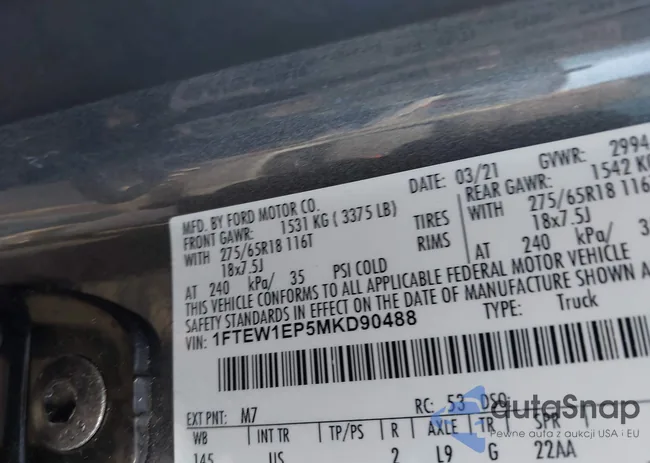 MFD. BY FORD MOTOR CO. DATE: 03/21 GVWR: 2994
FRONT GAWR: 1531 KG ( 3375 LB) REAR GAWR: 1542 KG
WITH 275/65R18 116T TIRES WITH 275/65R18 116T
18x7.5J RIMS 18x7.5J
AT 240 kPa/ 35 PSI COLD AT 240 kPa/ 35
THIS VEHICLE CONFORMS TO ALL APPLICABLE FEDERAL MOTOR VEHICLE
SAFETY STANDARDS IN EFFECT ON THE DATE OF MANUFACTURE SHOWN A
VIN: 1FTEW1EP5MKD90488 TYPE: Truck
EXT PNT: M7 RC: 53 DSO:
WB INT TR TP/PS R AXLE TR SPR
145 US 2 L9 G 22AA
autaSnap
Pewne auta z aukcji USA i EU